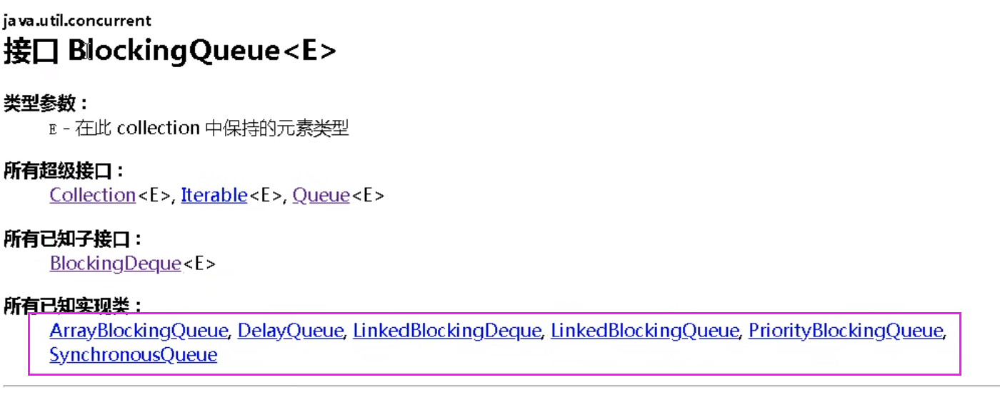 java.util.concurrent
接口 BlockingQueue<E>
类型参数：
E - 在此 collection 中保持的元素类型
所有超级接口：
Collection<E>, Iterable<E>, Queue<E>
所有已知子接口：
BlockingDeque<E>
所有已知实现类：
ArrayBlockingQueue, DelayQueue, LinkedBlockingDeque, LinkedBlockingQueue, PriorityBlockingQueue,
SynchronousQueue